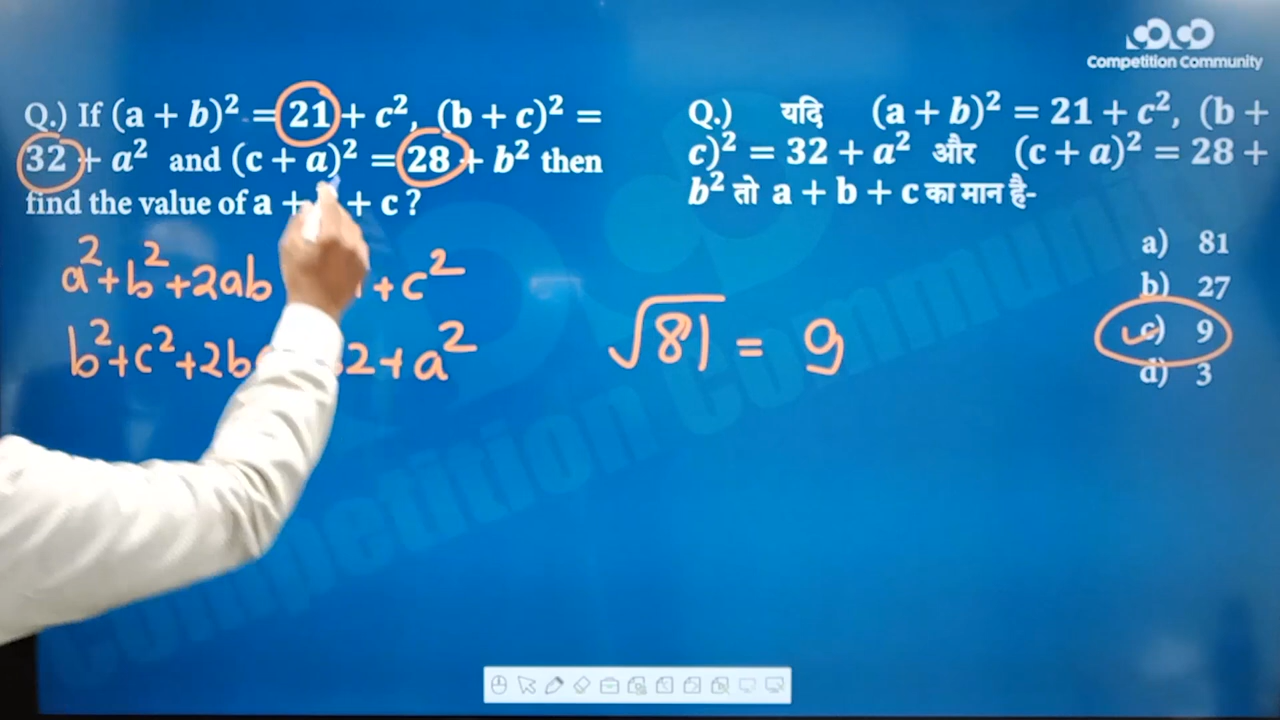 Competition Community
Q.) If (a + b)² = 21 + c², (b + c)² =
32 + a² and (c + a)² = 28 + b² then
find the value of a + + c ?
Q.) यदि (a + b)² = 21 + c², (b +
c)² = 32 + a² और (c + a)² = 28 +
b² तो a + b + c का मान है-
a) 81
b) 27
c) 9
d) 3
a²+b²+2ab +c²
b²+c²+2b 2+a²
√81 = 9
Competition Community